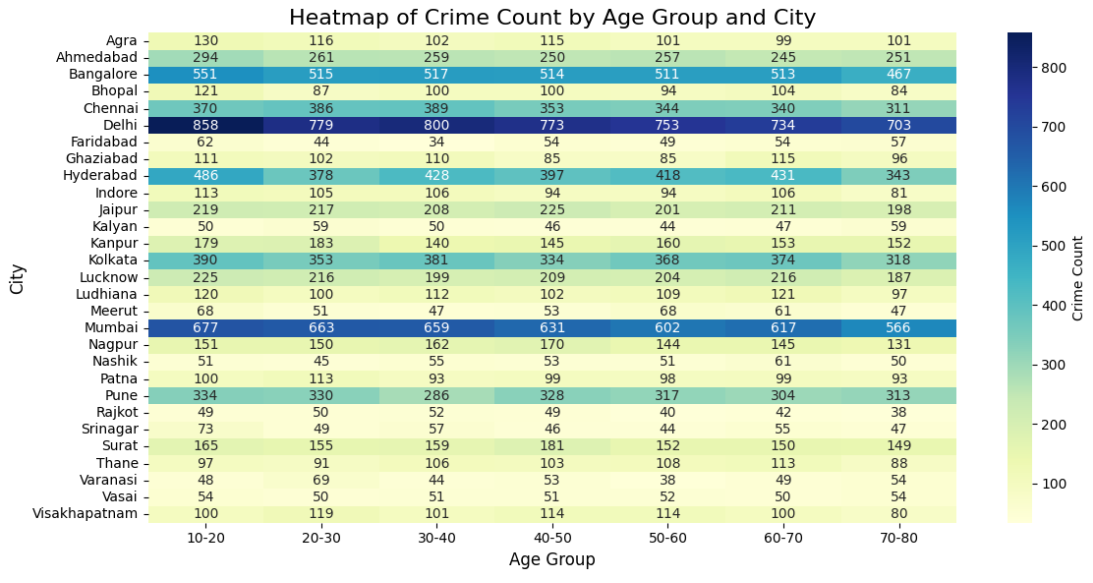 Heatmap of Crime Count by Age Group and City
Agra 130 116 102 115 101 99 101
Ahmedabad 294 261 259 250 257 245 251
Bangalore 551 515 517 514 511 513 467
Bhopal 121 87 100 100 94 104 84
Chennai 370 386 389 353 344 340 311
Delhi 858 779 800 773 753 734 703
Faridabad 62 44 34 54 49 54 57
Ghaziabad 111 102 110 85 85 115 96
Hyderabad 486 378 428 397 418 431 343
Indore 113 105 106 94 94 106 81
Jaipur 219 217 208 225 201 211 198
Kalyan 50 59 50 46 44 47 59
Kanpur 179 183 140 145 160 153 152
Kolkata 390 353 381 334 368 374 318
Lucknow 225 216 199 209 204 216 187
Ludhiana 120 100 112 102 109 121 97
Meerut 68 51 47 53 68 61 47
Mumbai 677 663 659 631 602 617 566
Nagpur 151 150 162 170 144 145 131
Nashik 51 45 55 53 51 61 50
Patna 100 113 93 99 98 99 93
Pune 334 330 286 328 317 304 313
Rajkot 49 50 52 49 40 42 38
Srinagar 73 49 57 46 44 55 47
Surat 165 155 159 181 152 150 149
Thane 97 91 106 103 108 113 88
Varanasi 48 69 44 53 38 49 54
Vasai 54 50 51 51 52 50 54
Visakhapatnam 100 119 101 114 114 100 80
10-20 20-30 30-40 40-50 50-60 60-70 70-80
Age Group
City
800
700
600
500
400
300
200
100
Crime Count